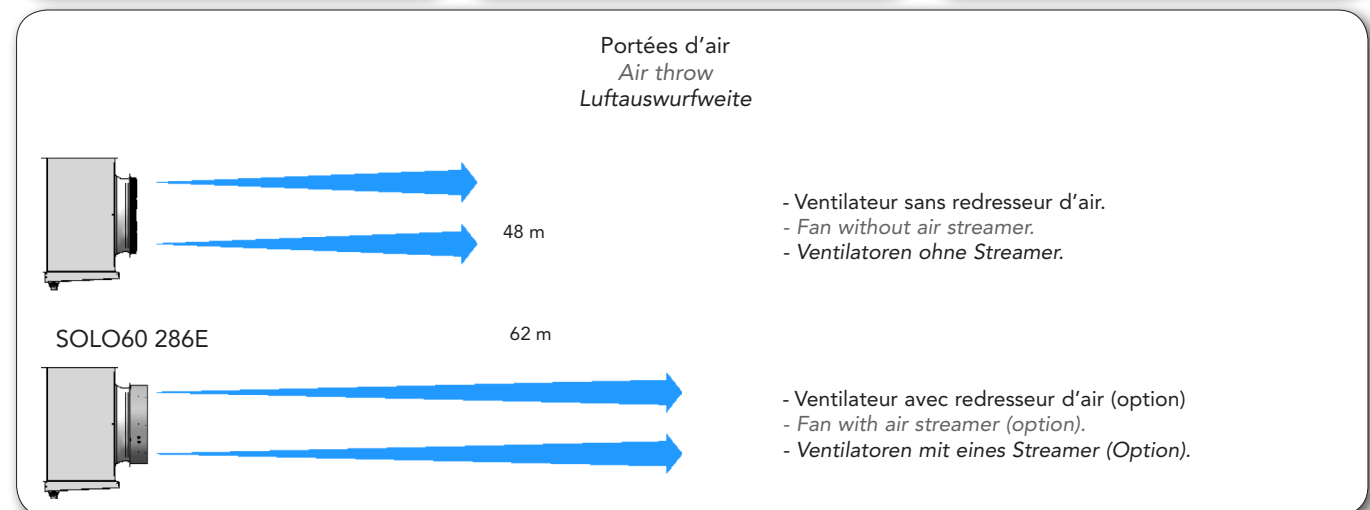 Portées d'air
Air throw
Luftauswurfweite
48 m
- Ventilateur sans redresseur d'air.
- Fan without air streamer.
- Ventilatoren ohne Streamer.
SOLO60 286E
62 m
- Ventilateur avec redresseur d'air (option)
- Fan with air streamer (option).
- Ventilatoren mit eines Streamer (Option).